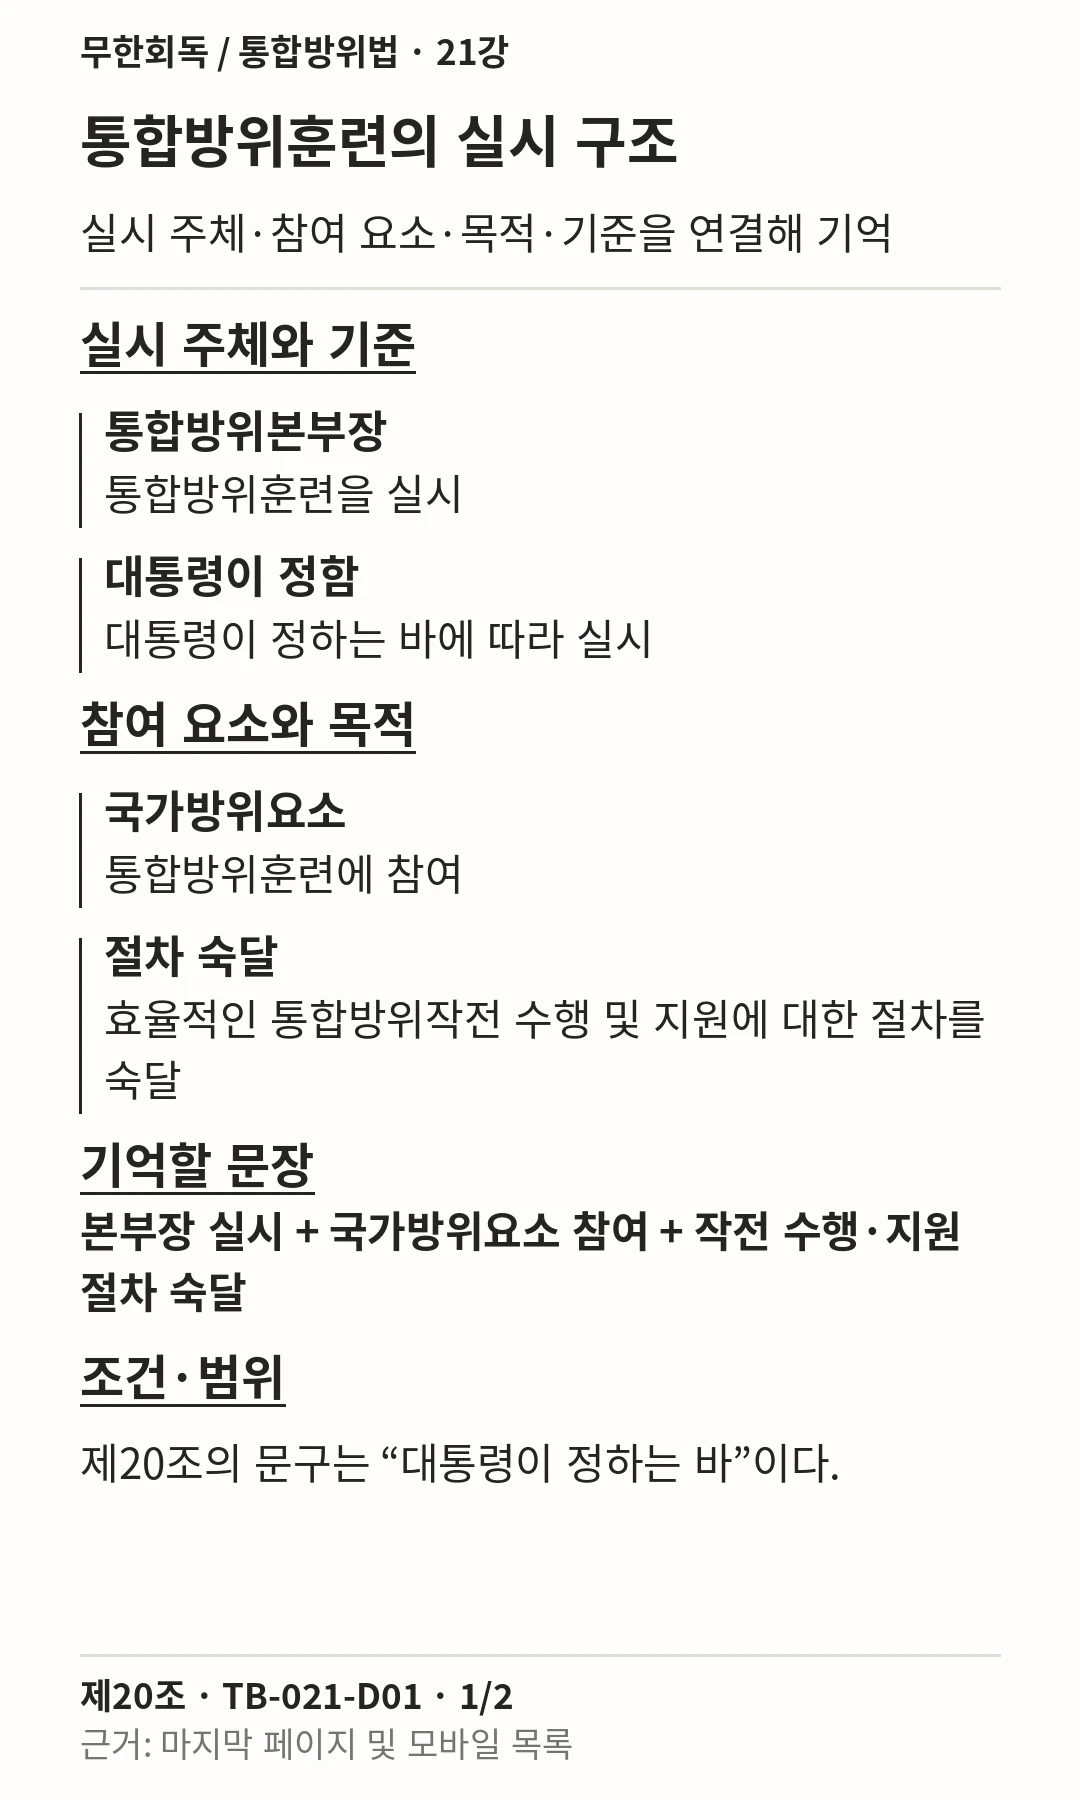 무한회독 / 통합방위법 · 21강
통합방위훈련의 실시 구조
실시 주체·참여 요소·목적·기준을 연결해 기억
실시 주체와 기준
통합방위본부장
통합방위훈련을 실시
대통령이 정함
대통령이 정하는 바에 따라 실시
참여 요소와 목적
국가방위요소
통합방위훈련에 참여
절차 숙달
효율적인 통합방위작전 수행 및 지원에 대한 절차를
숙달
기억할 문장
본부장 실시 + 국가방위요소 참여 + 작전 수행·지원
절차 숙달
조건·범위
제20조의 문구는 “대통령이 정하는 바”이다.
제20조 · TB-021-D01 · 1/2
근거: 마지막 페이지 및 모바일 목록